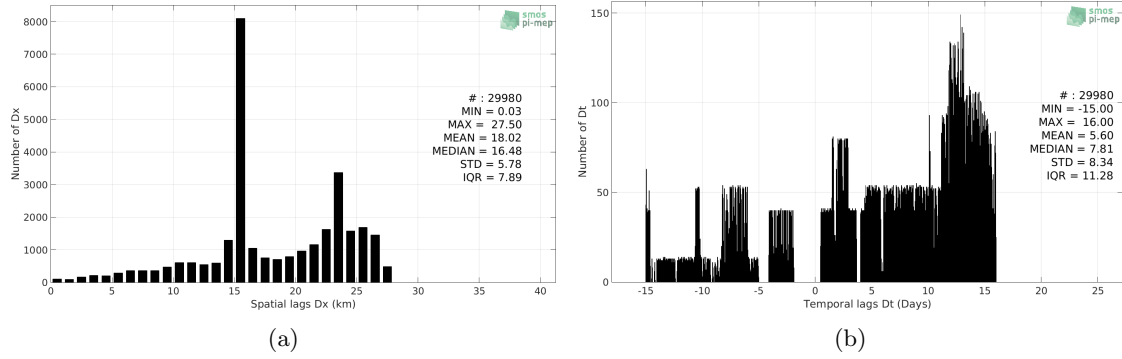 8000
7000
6000
5000
4000
3000
2000
1000
0
Number of Dx
smos
pi-mep
# : 29980
MIN = 0.03
MAX = 27.50
MEAN = 18.02
MEDIAN = 16.48
STD = 5.78
IQR = 7.89
0 5 10 15 20 25 30 35 40
Spatial lags Dx (km)
(a)
150
100
50
0
Number of Dt
smos
pi-mep
# : 29980
MIN = -15.00
MAX = 16.00
MEAN = 5.60
MEDIAN = 7.81
STD = 8.34
IQR = 11.28
-15 -10 -5 0 5 10 15 20 25
Temporal lags Dt (Days)
(b)